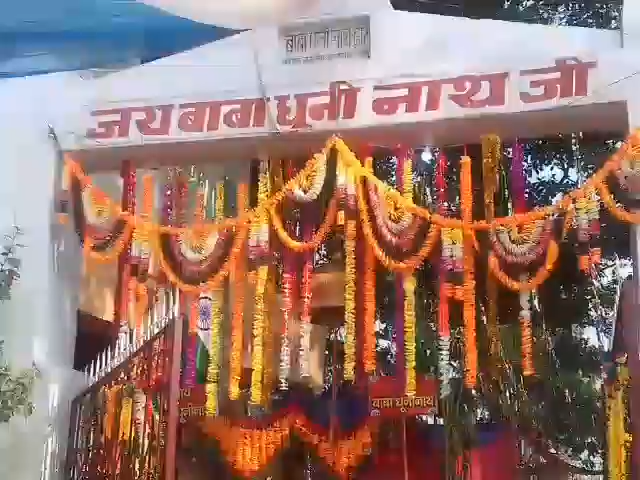 बाबा धूनी नाथ द्वार
जय बाबा धूनी नाथ जी
धूनीनाथ
बाबा धूनीनाथ